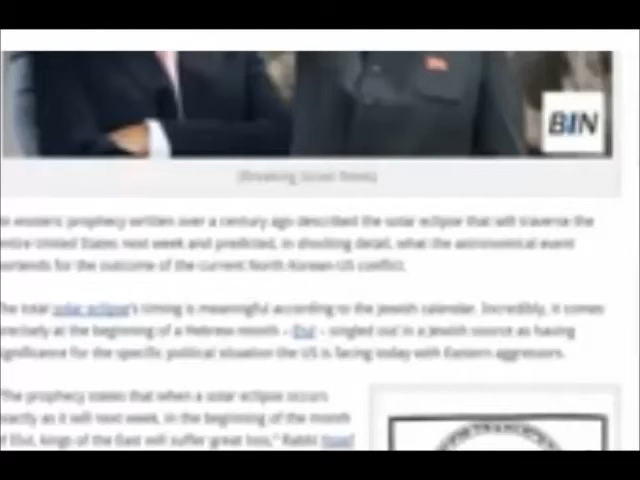 BIN
(Breaking Israel News)
esoteric prophecy written over a century ago described the solar eclipse that will traverse the
entire United States next week and predicted, in shocking detail, what the astronomical event
portends for the outcome of the current North Korean-US conflict.
The total solar eclipse's timing is meaningful according to the Jewish calendar. Incredibly, it comes
precisely at the beginning of a Hebrew month – Elul – singled out in a Jewish source as having
significance for the specific political situation the US is facing today with Eastern aggressors.
"The prophecy states that when a solar eclipse occurs
exactly as it will next week, in the beginning of the month
of Elul, kings of the East will suffer great loss," Rabbi Yosef